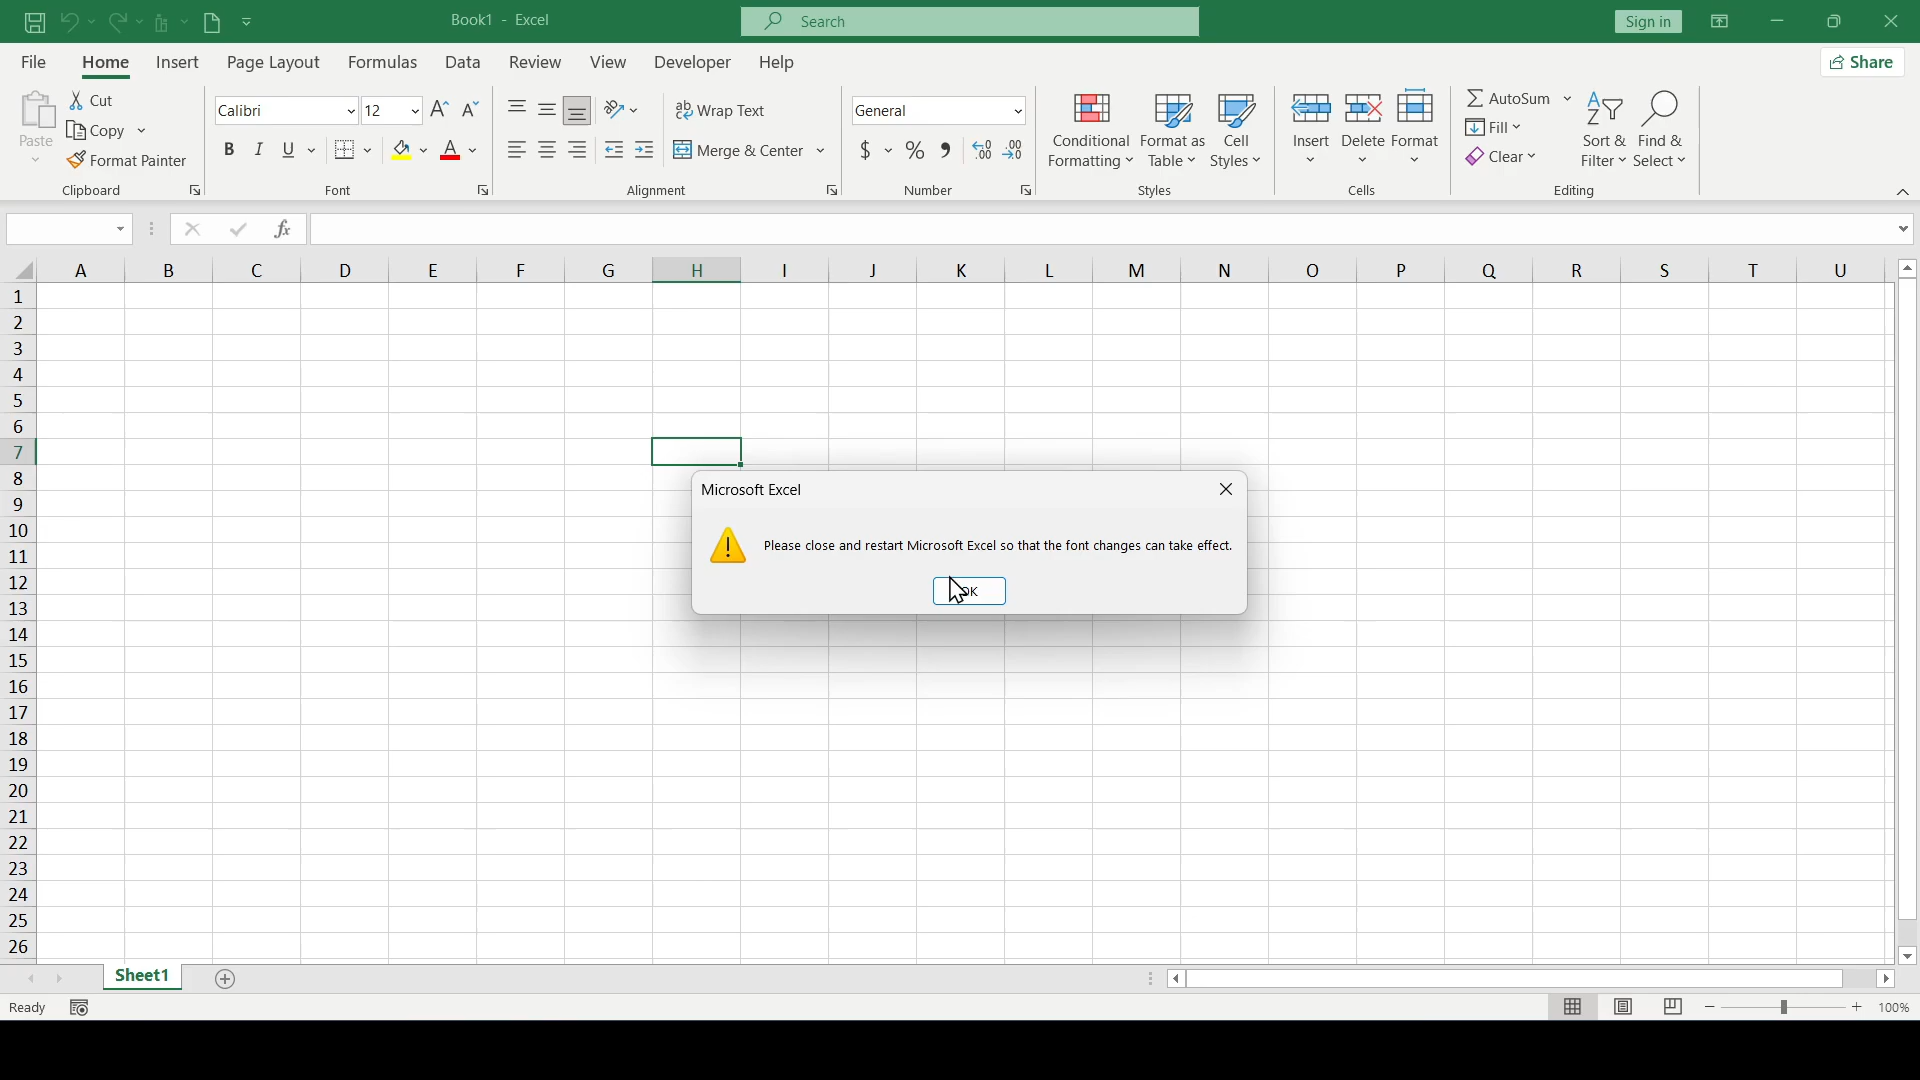 Book1 - Excel
Search
Sign in
File Home Insert Page Layout Formulas Data Review View Developer Help
Share
Paste
Cut
Copy
Format Painter
Clipboard
Calibri 12
B I U
A
Font
Wrap Text
Merge & Center
Alignment
General
$ % ,
Number
Conditional Formatting
Format as Table
Cell Styles
Styles
Insert
Delete
Format
Cells
AutoSum
Fill
Clear
Sort & Filter
Find & Select
Editing
fx
A B C D E F G H I J K L M N O P Q R S T U
1
2
3
4
5
6
7
8
9
10
11
12
13
14
15
16
17
18
19
20
21
22
23
24
25
26
Microsoft Excel
Please close and restart Microsoft Excel so that the font changes can take effect.
Sheet1
Ready
100%